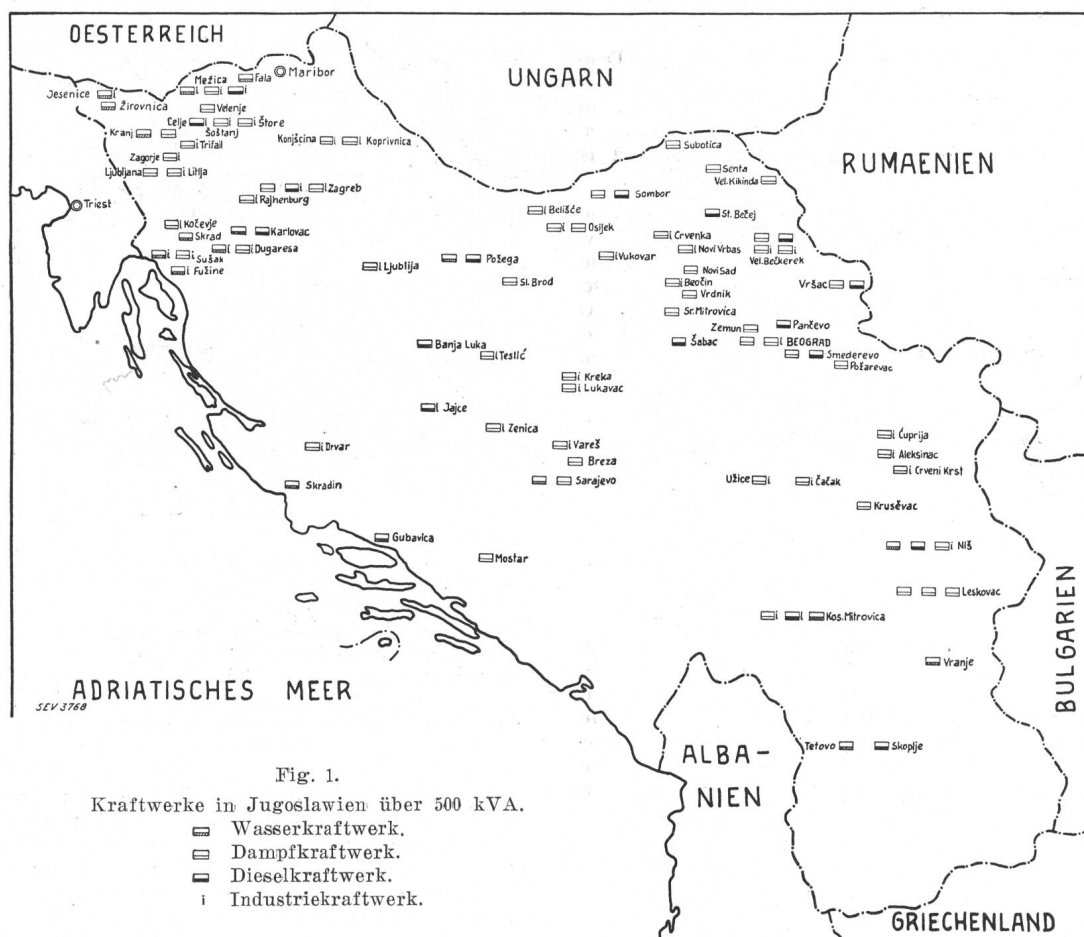 OESTERREICH
UNGARN
RUMAENIEN
Maribor
Fala
Mežica
i i i
Jesenice i
Žirovnica
Velenje
Celje i i i Štore
Šoštanj
Kranj
i Trifail
Konjščina i i Koprivnica
Zagorje i
Ljubljana i Litija
Subotica
Senta
Vel. Kikinda
Triest
i Zagreb
i Rajhenburg
Sombor
i Belišće
St. Bečej
i Kočevje
Skrad
Karlovac
i Osijek
i Crvenka
i i Dugaresa
i i Sušak
i Fužine
i Vukovar
i Novi Vrbas
i i
Vel. Bečkerek
i Ljublija
Požega
Novi Sad
Sl. Brod
i Beočin
Vrdnik
Vršac
Sr. Mitrovica
Zemun
Pančevo
Banja Luka
Šabac
i BEOGRAD
i Teslić
Smederevo
Požarevac
i Kreka
i Lukavac
i Jajce
i Zenica
i Ćuprija
i Drvar
i Vareš
i Aleksinac
Breza
i Crveni Krst
Skradin
Sarajevo
Užice i
i Čačak
Krusěvac
Gubavica
Mostar
i Niš
Leskovac
i i Kos. Mitrovica
Vranje
ADRIATISCHES MEER
SEV 3768
BULGARIEN
Tetovo
Skoplje
ALBA-
NIEN
GRIECHENLAND
Fig. 1.
Kraftwerke in Jugoslawien über 500 kVA.
Wasserkraftwerk.
Dampfkraftwerk.
Dieselkraftwerk.
i Industriekraftwerk.